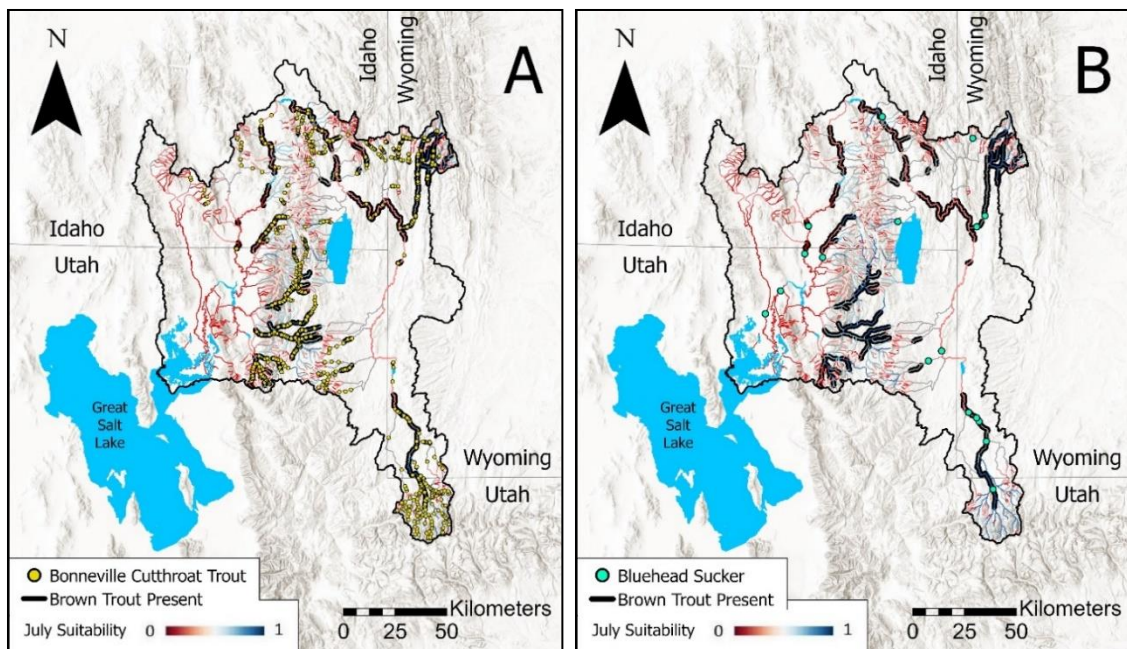 N
Idaho
Wyoming
A
Idaho
Utah
Great
Salt
Lake
Wyoming
Utah
Bonneville Cutthroat Trout
Brown Trout Present
July Suitability 0 1
Kilometers
0 25 50
N
Idaho
Wyoming
B
Idaho
Utah
Great
Salt
Lake
Wyoming
Utah
Bluehead Sucker
Brown Trout Present
July Suitability 0 1
Kilometers
0 25 50